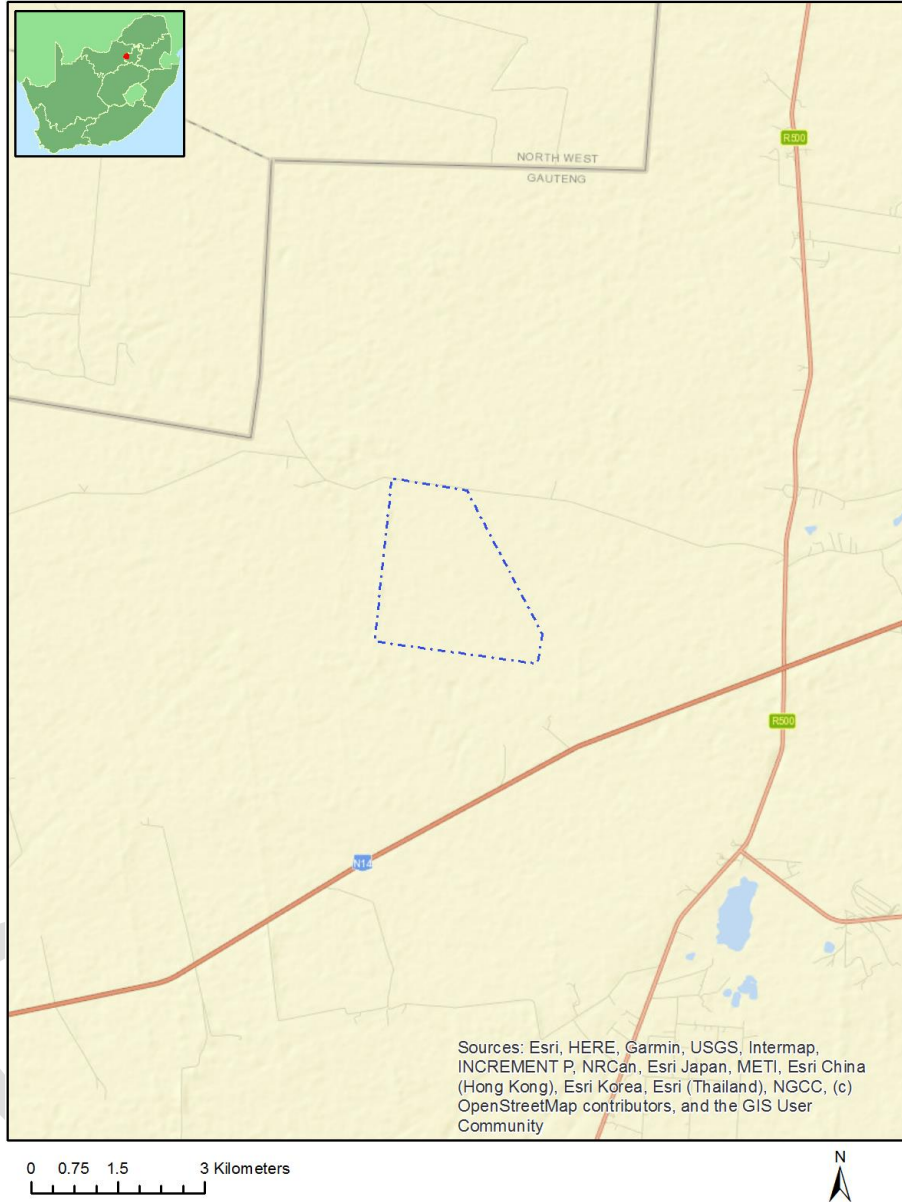 R500
NORTH WEST
GAUTENG
R500
N14
Sources: Esri, HERE, Garmin, USGS, Intermap,
INCREMENT P, NRCan, Esri Japan, METI, Esri China
(Hong Kong), Esri Korea, Esri (Thailand), NGCC, (c)
OpenStreetMap contributors, and the GIS User
Community
0 0.75 1.5 3 Kilometers
N